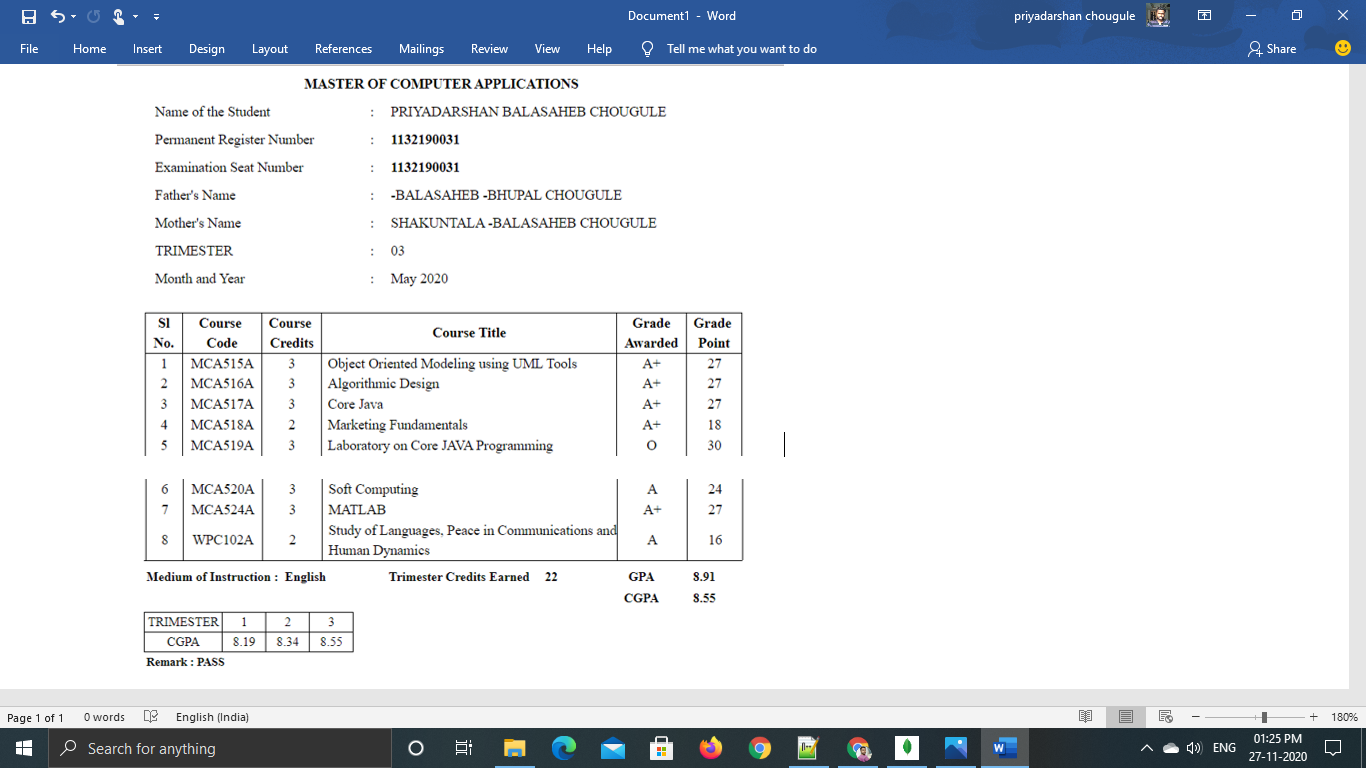 Document1 - Word
priyadarshan chougule
File Home Insert Design Layout References Mailings Review View Help Tell me what you want to do Share
MASTER OF COMPUTER APPLICATIONS
Name of the Student : PRIYADARSHAN BALASAHEB CHOUGULE
Permanent Register Number : 1132190031
Examination Seat Number : 1132190031
Father's Name : -BALASAHEB -BHUPAL CHOUGULE
Mother's Name : SHAKUNTALA -BALASAHEB CHOUGULE
TRIMESTER : 03
Month and Year : May 2020
Sl No. Course Code Course Credits Course Title Grade Awarded Grade Point
1 MCA515A 3 Object Oriented Modeling using UML Tools A+ 27
2 MCA516A 3 Algorithmic Design A+ 27
3 MCA517A 3 Core Java A+ 27
4 MCA518A 2 Marketing Fundamentals A+ 18
5 MCA519A 3 Laboratory on Core JAVA Programming O 30
6 MCA520A 3 Soft Computing A 24
7 MCA524A 3 MATLAB A+ 27
8 WPC102A 2 Study of Languages, Peace in Communications and Human Dynamics A 16
Medium of Instruction : English Trimester Credits Earned 22 GPA 8.91
CGPA 8.55
TRIMESTER 1 2 3
CGPA 8.19 8.34 8.55
Remark : PASS
Page 1 of 1 0 words English (India) 180%
Search for anything
ENG
01:25 PM
27-11-2020